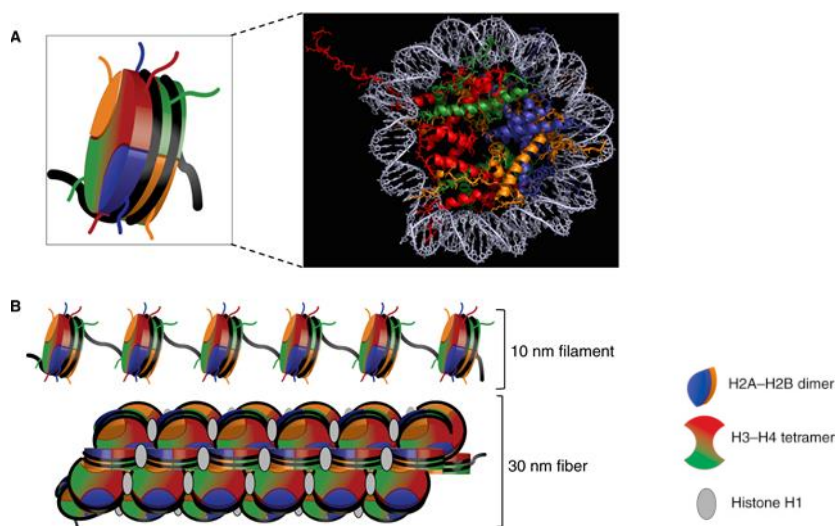 A
B
10 nm filament
30 nm fiber
H2A–H2B dimer
H3–H4 tetramer
Histone H1